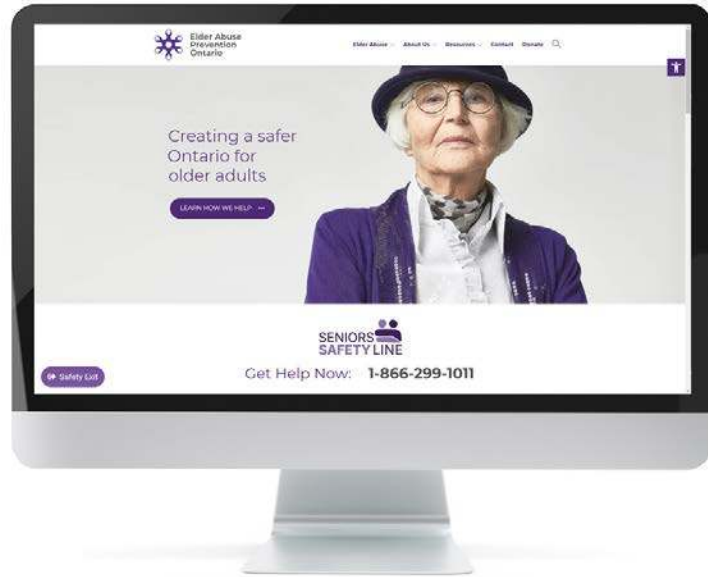 Elder Abuse
Prevention
Ontario
Elder Abuse
About Us
Resources
Contact
Donate
Creating a safer
Ontario for
older adults
LEARN HOW WE HELP
SENIORS
SAFETY LINE
Safety Exit
Get Help Now: 1-866-299-1011